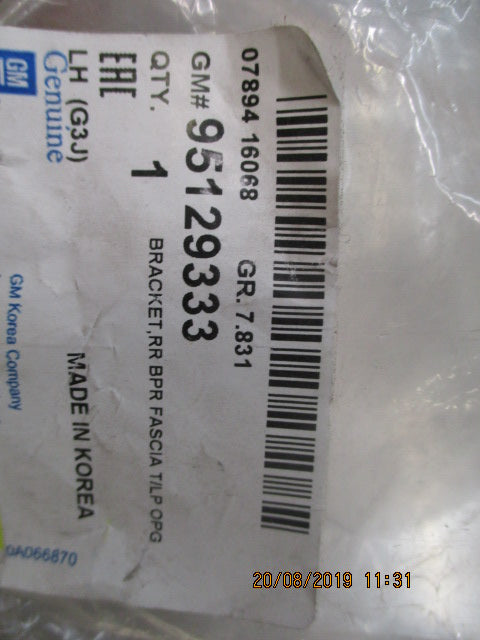 07894 16068 GR. 7.831
GM# 95129333
QTY. 1 BRACKET,RR BPR FASCIA T/LP OPG
EAC
LH (G3J) MADE IN KOREA
GM Genuine
GM Korea Company
GA066870
20/08/2019 11:31